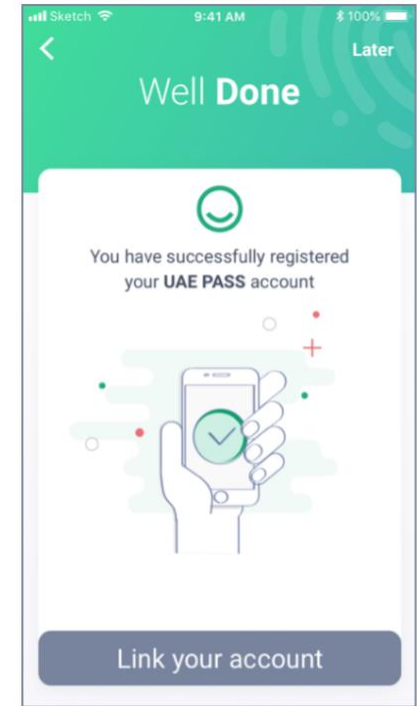 Sketch 9:41 AM 100%
Later
Well Done
You have successfully registered
your UAE PASS account
Link your account